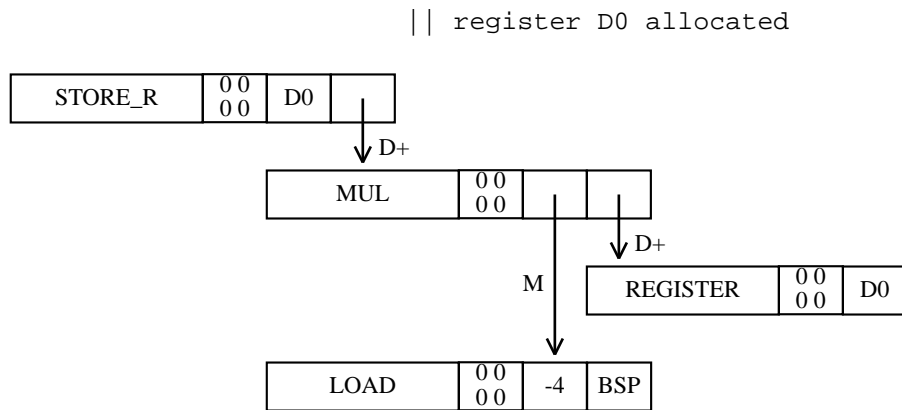 || register D0 allocated
STORE_R 0 0 0 0 D0
D+
MUL 0 0 0 0
D+
M
REGISTER 0 0 0 0 D0
LOAD 0 0 0 0 -4 BSP